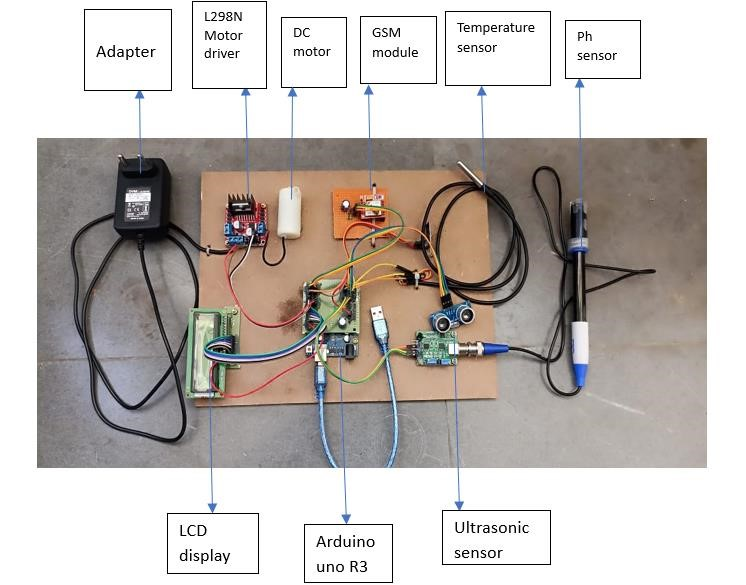 Adapter
L298N
Motor
driver
DC
motor
GSM
module
Temperature
sensor
Ph
sensor
LCD
display
Arduino
uno R3
Ultrasonic
sensor